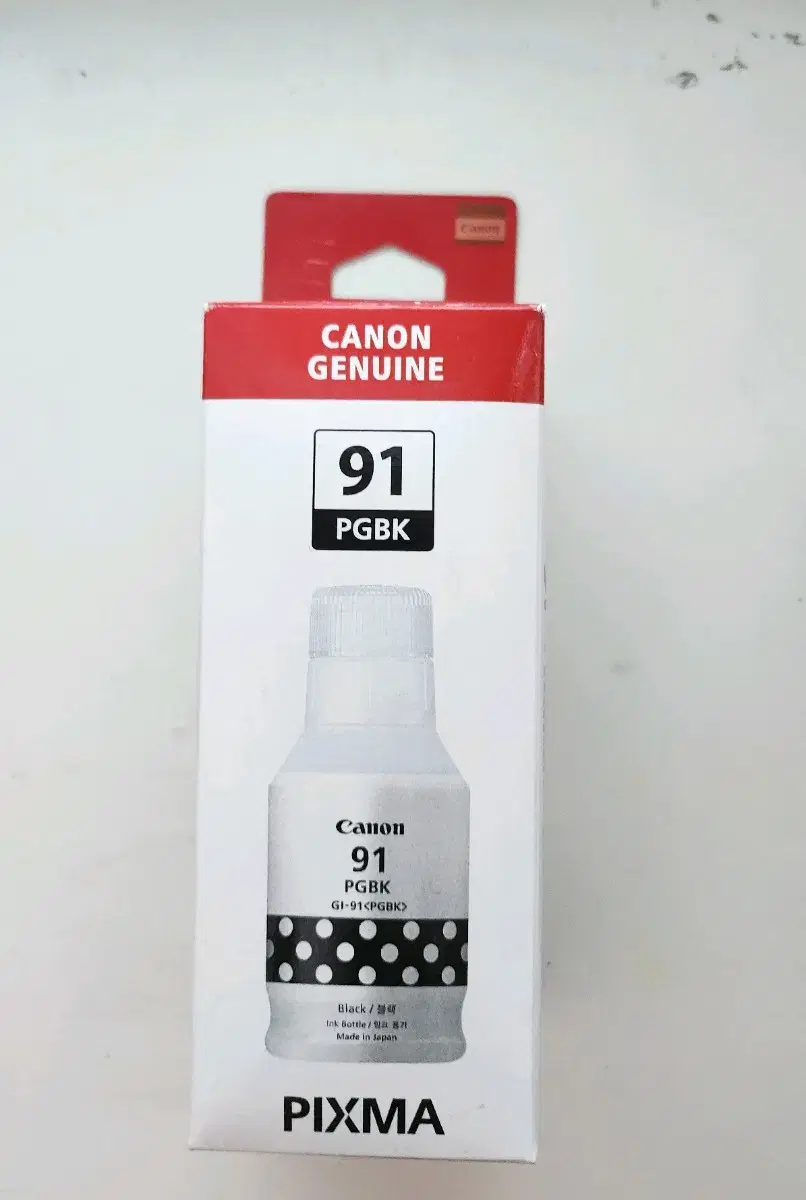 Canon
CANON
GENUINE
91
PGBK
Canon
91
PGBK
GI-91<PGBK>
Black / 블랙
Ink Bottle / 잉크 용기
Made in Japan
PIXMA